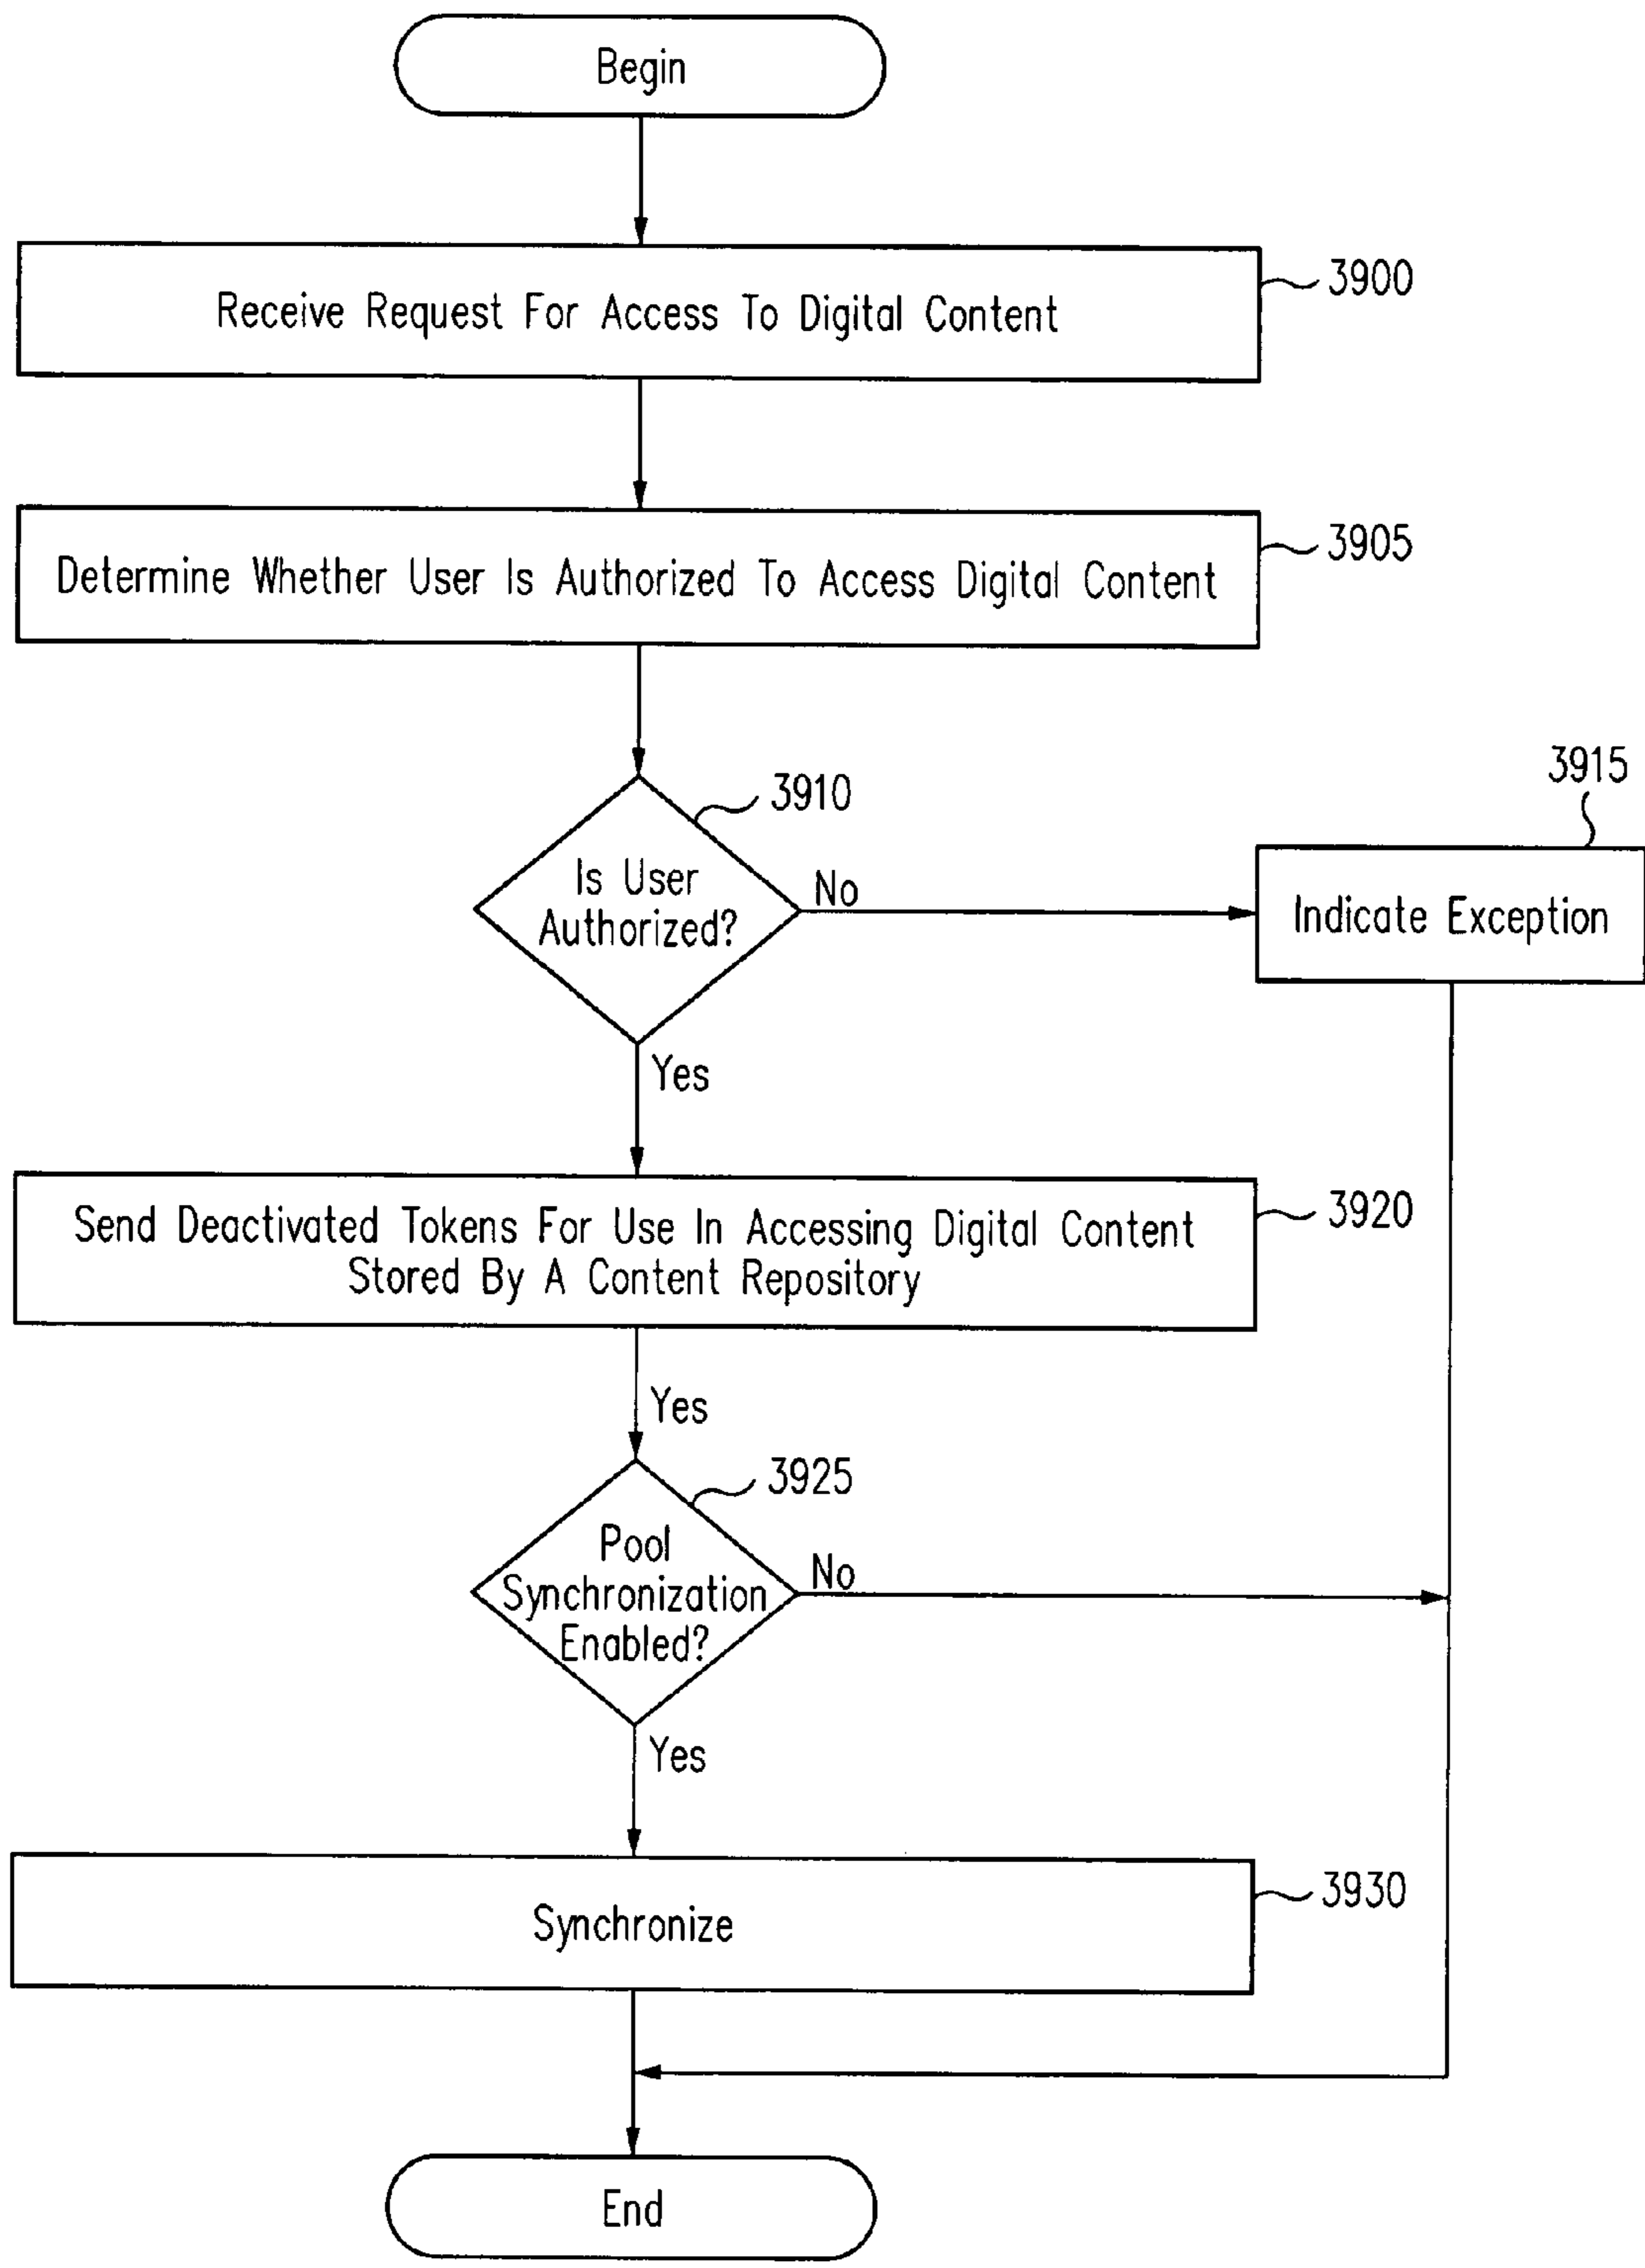 Begin
Receive Request For Access To Digital Content
3900
Determine Whether User Is Authorized To Access Digital Content
3905
3910
Is User
Authorized?
No
3915
Indicate Exception
Yes
Send Deactivated Tokens For Use In Accessing Digital Content
Stored By A Content Repository
3920
Yes
3925
Pool
Synchronization
Enabled?
No
Yes
Synchronize
3930
End